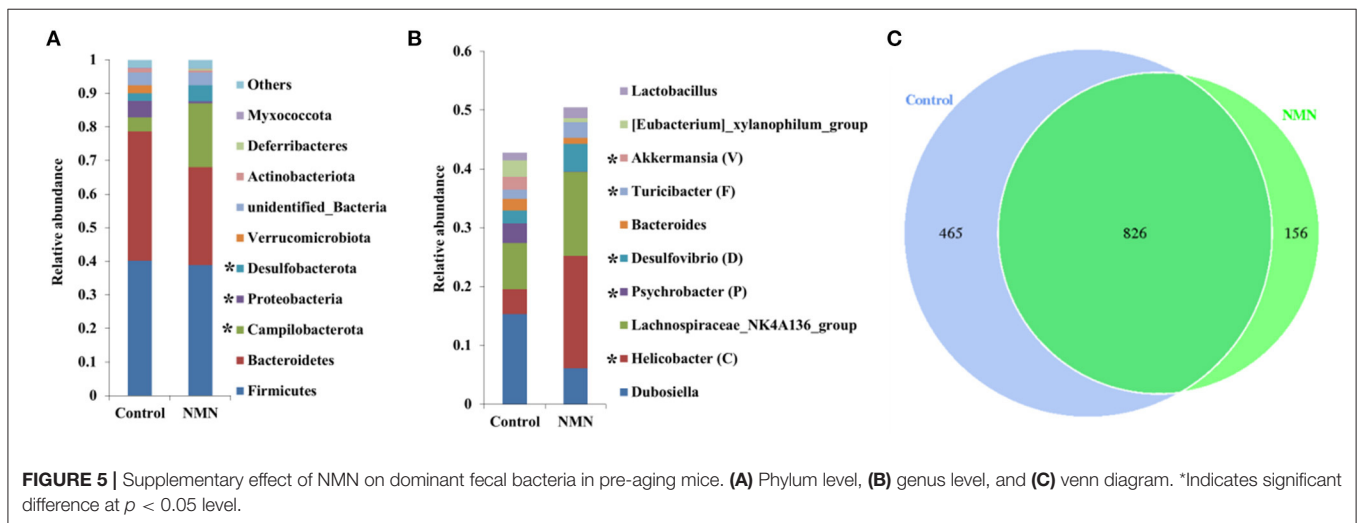 A
1
0.9
0.8
0.7
0.6
0.5
0.4
0.3
0.2
0.1
0
Relative abundance
Control
NMN
Others
Myxococcota
Deferribacteres
Actinobacteriota
unidentified_Bacteria
Verrucomicrobiota
* Desulfobacterota
* Proteobacteria
* Campilobacterota
Bacteroidetes
Firmicutes
B
0.6
0.5
0.4
0.3
0.2
0.1
0
Relative abundance
Control
NMN
Lactobacillus
[Eubacterium]_xylanophilum_group
* Akkermansia (V)
* Turicibacter (F)
Bacteroides
* Desulfovibrio (D)
* Psychrobacter (P)
Lachnospiraceae_NK4A136_group
* Helicobacter (C)
Dubosiella
C
Control
NMN
465
826
156
FIGURE 5 | Supplementary effect of NMN on dominant fecal bacteria in pre-aging mice. (A) Phylum level, (B) genus level, and (C) venn diagram. *Indicates significant
difference at p < 0.05 level.